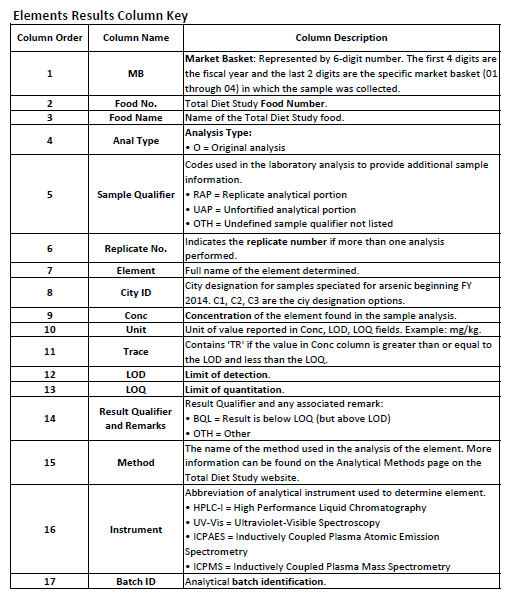 Elements Results Column Key
Column Order Column Name Column Description
1 MB Market Basket: Represented by 6-digit number. The first 4 digits are
the fiscal year and the last 2 digits are the specific market basket (01
through 04) in which the sample was collected.
2 Food No. Total Diet Study Food Number.
3 Food Name Name of the Total Diet Study food.
4 Anal Type Analysis Type:
• O = Original analysis
5 Sample Qualifier Codes used in the laboratory analysis to provide additional sample
information.
• RAP = Replicate analytical portion
• UAP = Unfortified analytical portion
• OTH = Undefined sample qualifier not listed
6 Replicate No. Indicates the replicate number if more than one analysis
performed.
7 Element Full name of the element determined.
8 City ID City designation for samples speciated for arsenic beginning FY
2014. C1, C2, C3 are the ciy designation options.
9 Conc Concentration of the element found in the sample analysis.
10 Unit Unit of value reported in Conc, LOD, LOQ fields. Example: mg/kg.
11 Trace Contains 'TR' if the value in Conc column is greater than or equal to
the LOD and less than the LOQ.
12 LOD Limit of detection.
13 LOQ Limit of quantitation.
14 Result Qualifier and Remarks Result Qualifier and any associated remark:
• BQL = Result is below LOQ (but above LOD)
• OTH = Other
15 Method The name of the method used in the analysis of the element. More
information can be found on the Analytical Methods page on the
Total Diet Study website.
16 Instrument Abbreviation of analytical instrument used to determine element.
• HPLC-I = High Performance Liquid Chromatography
• UV-Vis = Ultraviolet-Visible Spectroscopy
• ICPAES = Inductively Coupled Plasma Atomic Emission
Spectrometry
• ICPMS = Inductively Coupled Plasma Mass Spectrometry
17 Batch ID Analytical batch identification.